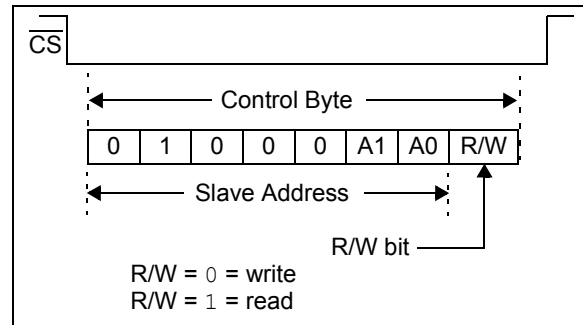 CS
Control Byte
0 1 0 0 0 A1 A0 R/W
Slave Address
R/W bit
R/W = 0 = write
R/W = 1 = read